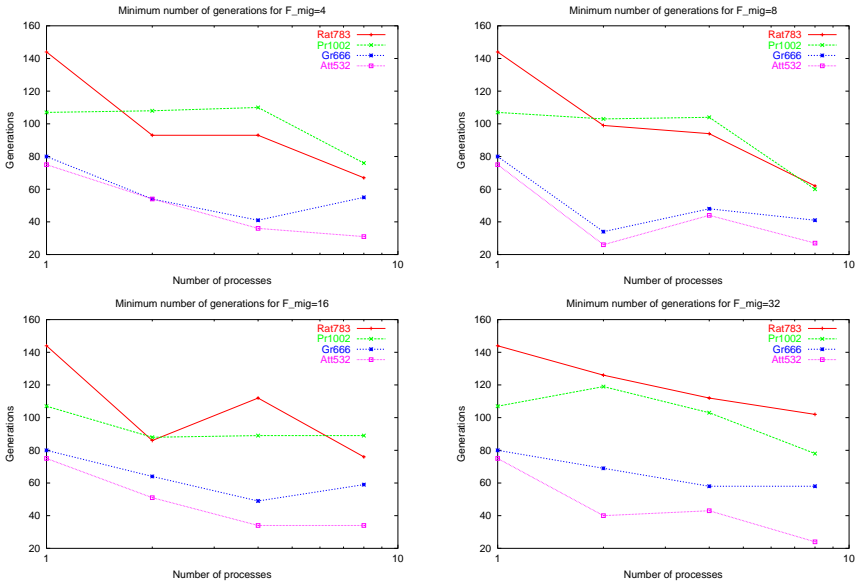 Minimum number of generations for F_mig=4
160
140
120
100
80
60
40
20
Generations
1
10
Number of processes
Rat783
Pr1002
Gr666
Att532
Minimum number of generations for F_mig=8
160
140
120
100
80
60
40
20
Generations
1
10
Number of processes
Rat783
Pr1002
Gr666
Att532
Minimum number of generations for F_mig=16
160
140
120
100
80
60
40
20
Generations
1
10
Number of processes
Rat783
Pr1002
Gr666
Att532
Minimum number of generations for F_mig=32
160
140
120
100
80
60
40
20
Generations
1
10
Number of processes
Rat783
Pr1002
Gr666
Att532